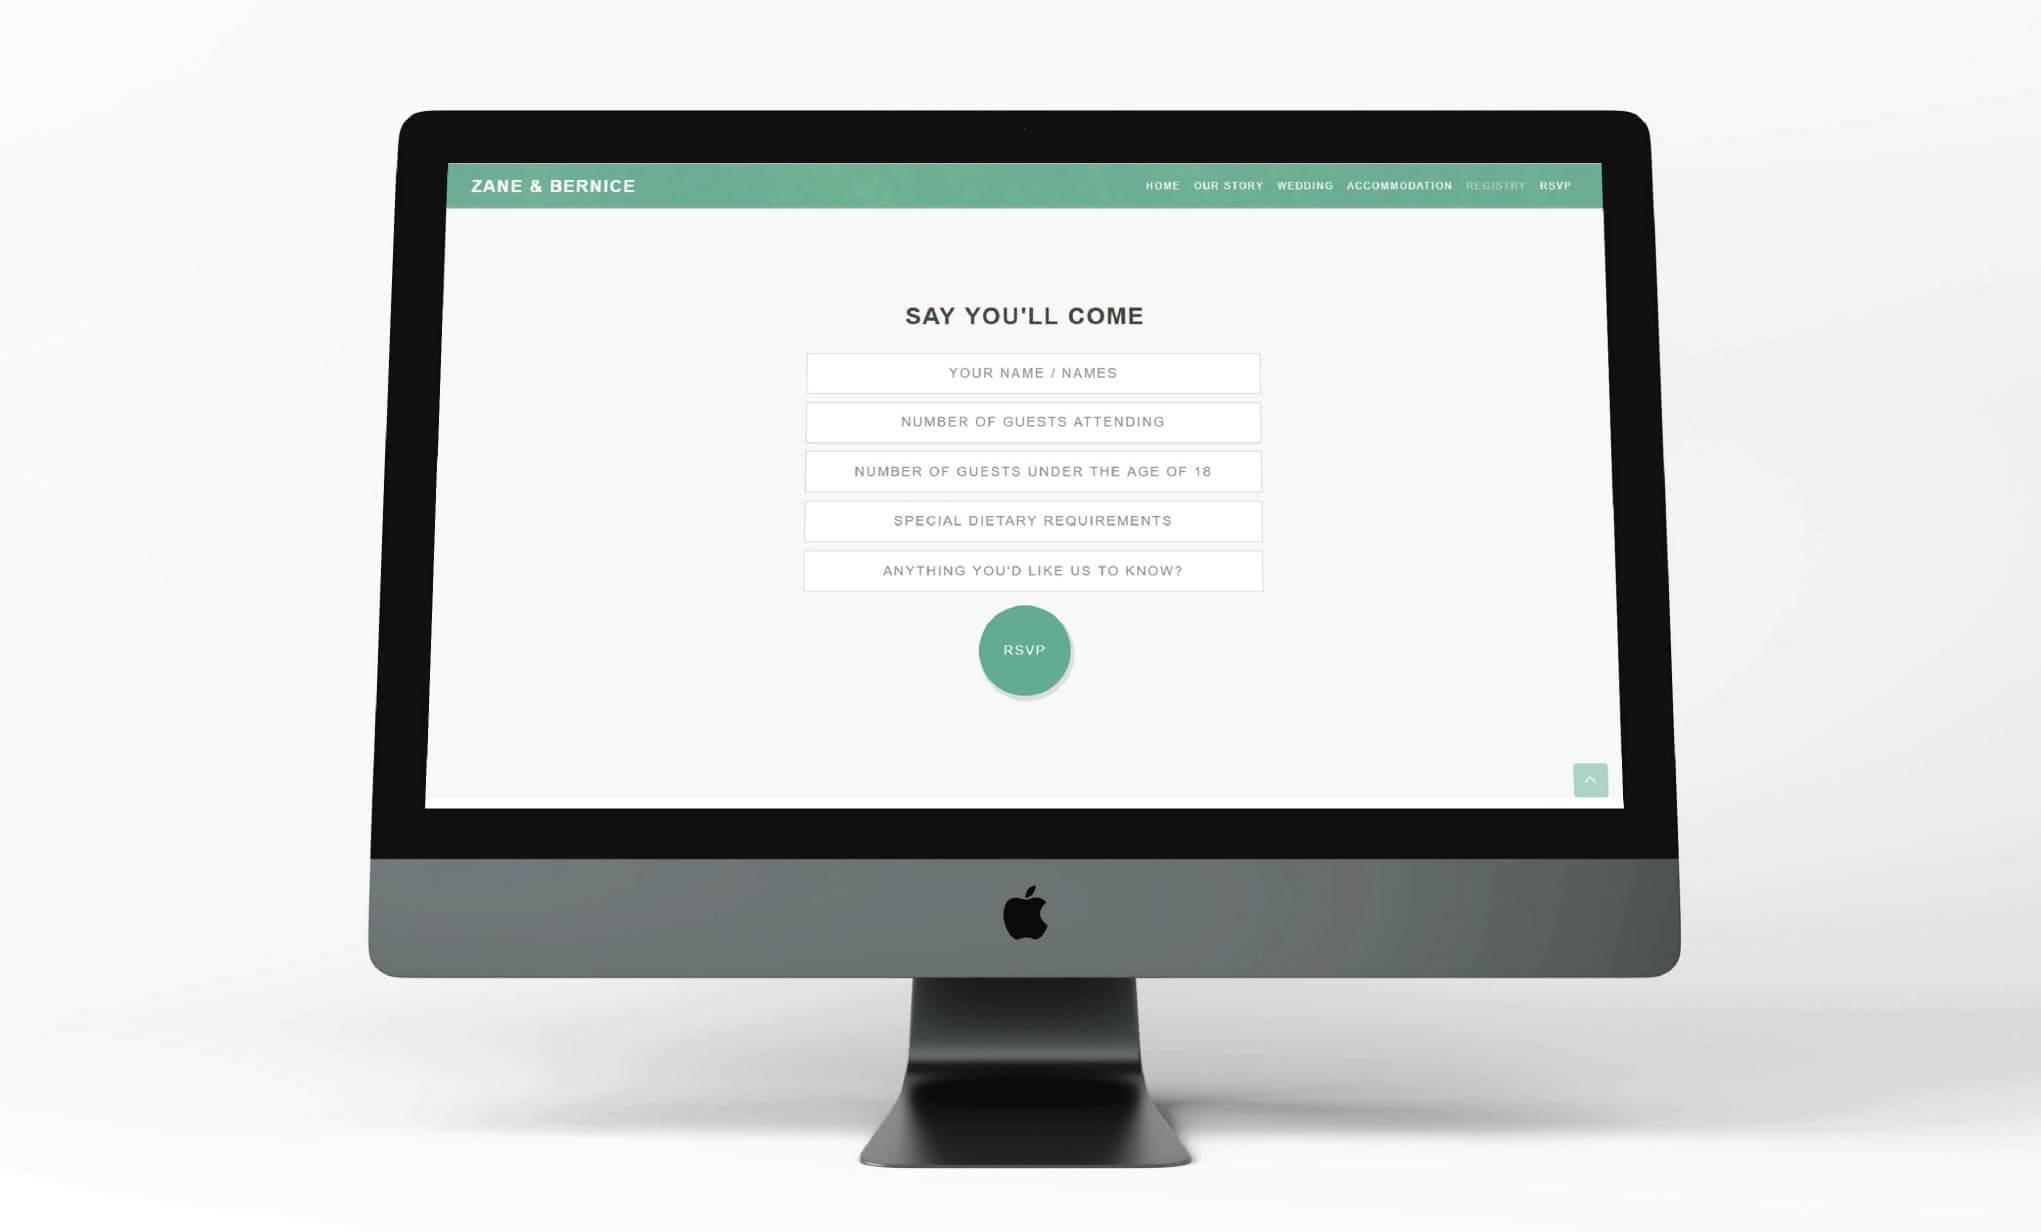 ZANE & BERNICE
HOME OUR STORY WEDDING ACCOMMODATION REGISTRY RSVP
SAY YOU'LL COME
YOUR NAME / NAMES
NUMBER OF GUESTS ATTENDING
NUMBER OF GUESTS UNDER THE AGE OF 18
SPECIAL DIETARY REQUIREMENTS
ANYTHING YOU'D LIKE US TO KNOW?
RSVP